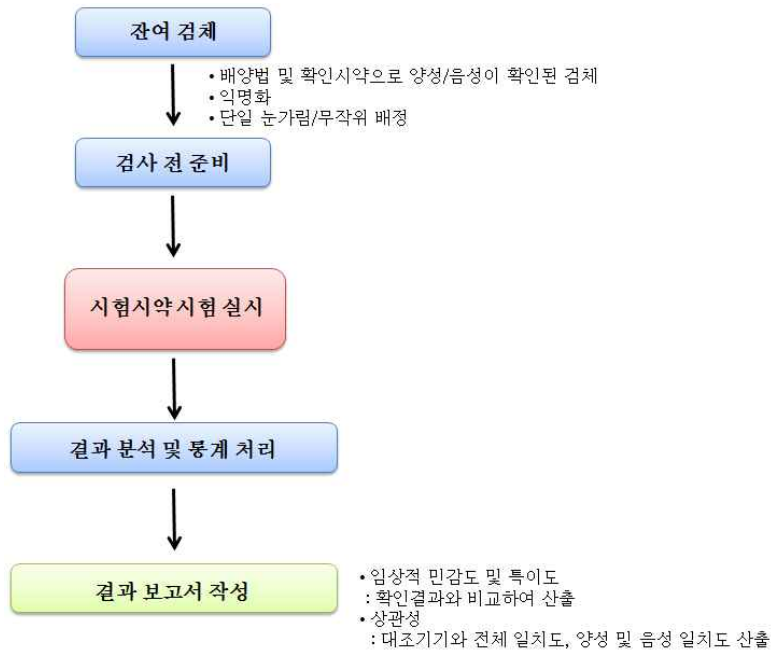 잔여 검체
• 배양법 및 확인시약으로 양성/음성이 확인된 검체
• 익명화
• 단일 눈가림/무작위 배정
검사 전 준비
시험시약 시험 실시
결과 분석 및 통계 처리
결과 보고서 작성
• 임상적 민감도 및 특이도
: 확인결과와 비교하여 산출
• 상관성
: 대조기기와 전체 일치도, 양성 및 음성 일치도 산출